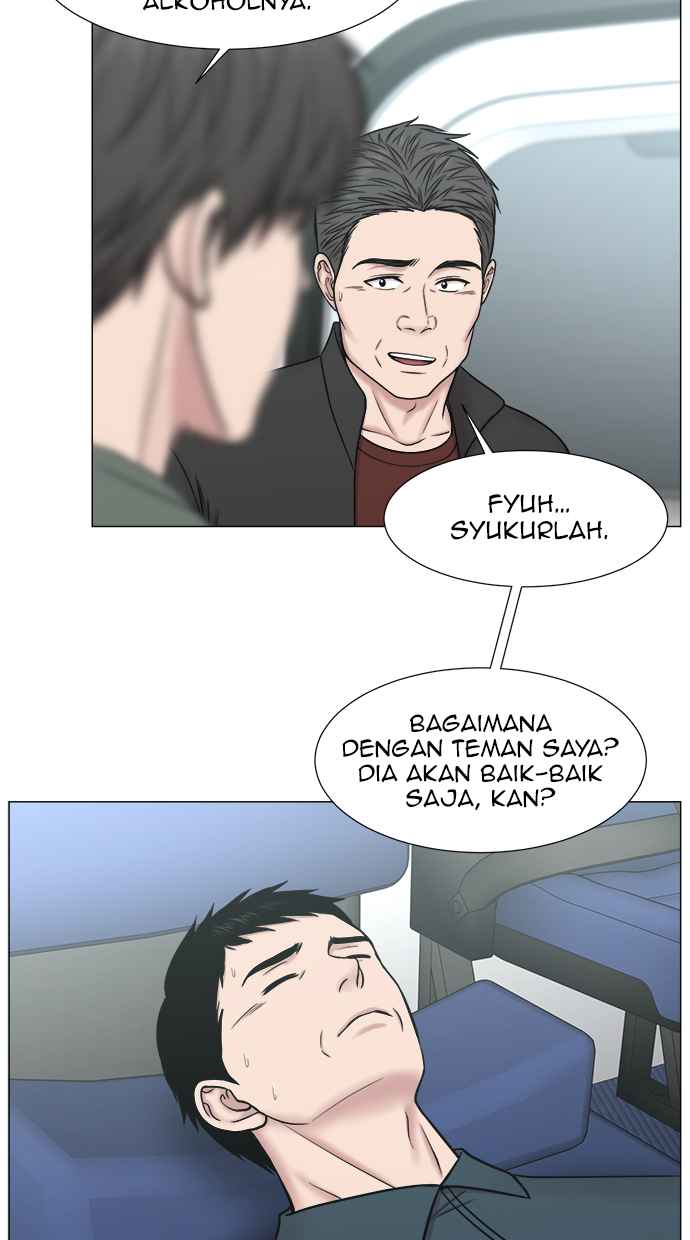 ALKOHOLNYA.
FYUH...
SYUKURLAH.
BAGAIMANA
DENGAN TEMAN SAYA?
DIA AKAN BAIK-BAIK
SAJA, KAN?